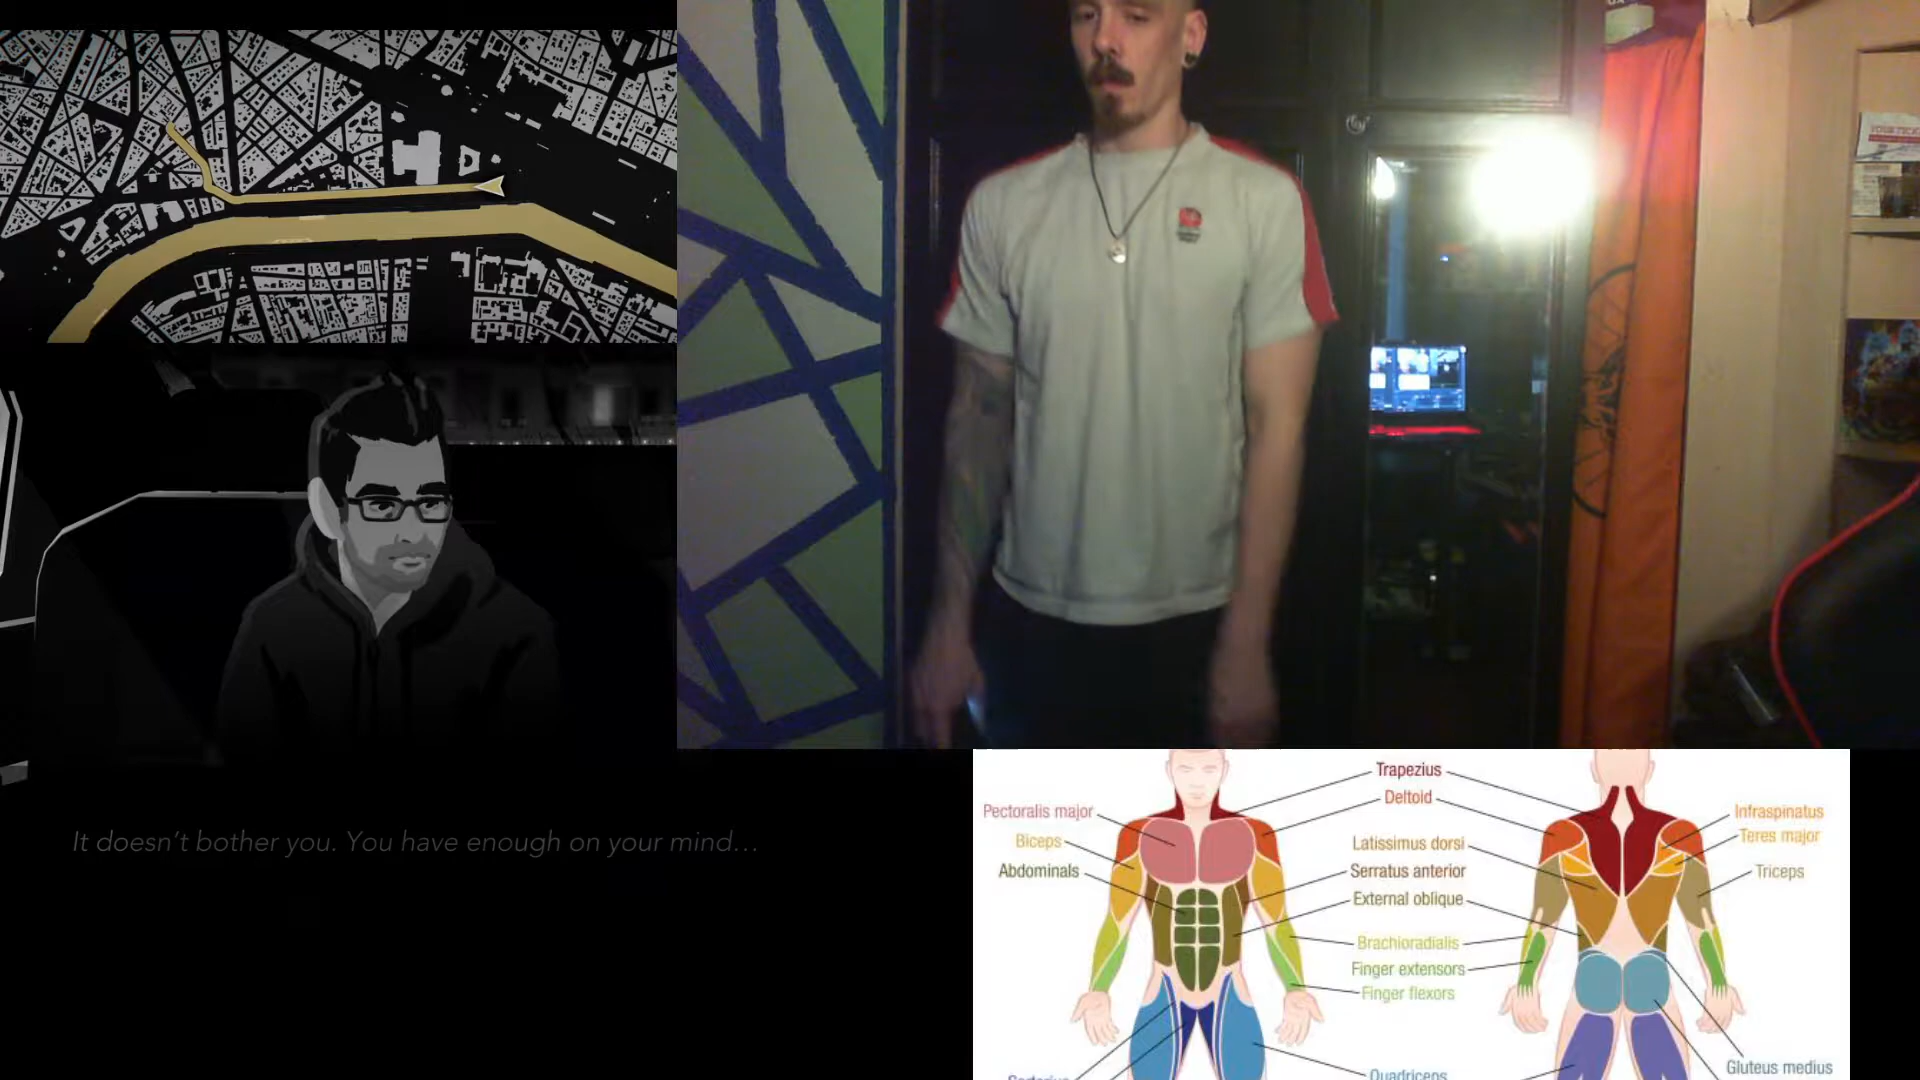 It doesn't bother you. You have enough on your mind...
Trapezius
Deltoid
Pectoralis major
Biceps
Abdominals
Latissimus dorsi
Serratus anterior
External oblique
Brachioradialis
Finger extensors
Finger flexors
Infraspinatus
Teres major
Triceps
Gluteus medius
Quadriceps
Sartorius